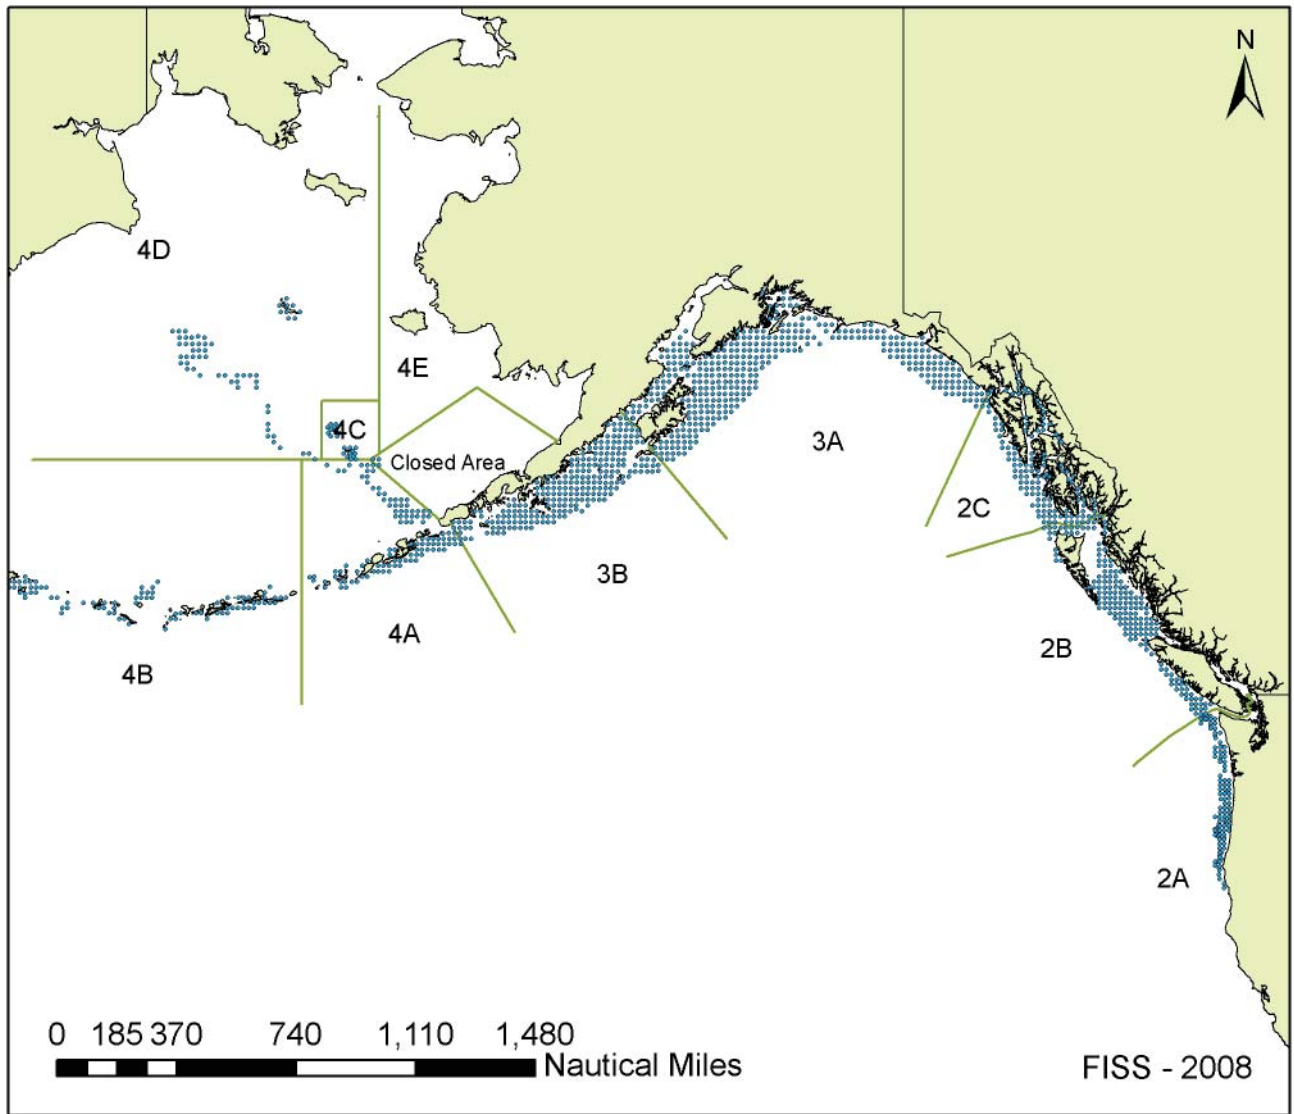 N
4D
4E
4C
Closed Area
3A
2C
3B
4A
2B
4B
2A
0 185 370 740 1,110 1,480
Nautical Miles
FISS - 2008